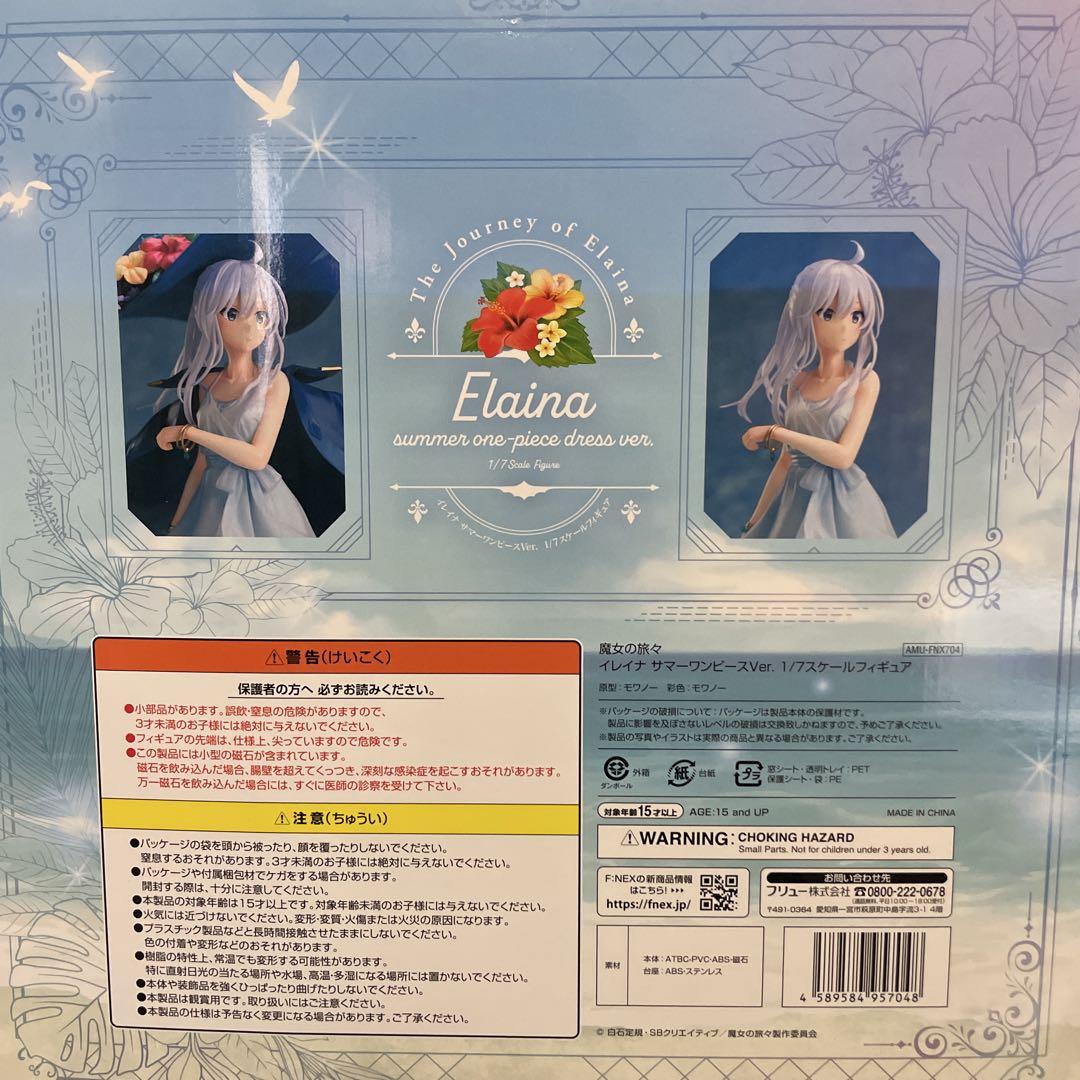 The Journey of Elaina
Elaina
summer one-piece dress ver.
1/7 Scale Figure
イレイナ サマーワンピースVer. 1/7スケールフィギュア
⚠警告(けいこく)
保護者の方へ 必ずお読みください。
●小部品があります。誤飲・窒息の危険がありますので、
3才未満のお子様には絶対に与えないでください。
●フィギュアの先端は、仕様上、尖っていますので危険です。
●この製品には小型の磁石が含まれています。
磁石を飲み込んだ場合、腸壁を超えてくっつき、深刻な感染症を起こすおそれがあります。
万一磁石を飲み込んだ場合には、すぐに医師の診察を受けて下さい。
⚠注意(ちゅうい)
●パッケージの袋を頭から被ったり、顔を覆ったりしないでください。
窒息するおそれがあります。3才未満のお子様には絶対に与えないでください。
●パッケージや付属梱包材でケガをする場合があります。
開封する際は、十分に注意してください。
●本製品の対象年齢は15才以上です。対象年齢未満のお子様には与えないでください。
●火気には近づけないでください。変形・変質・火傷または火災の原因になります。
●プラスチック製品などと長時間接触させたままにしないでください。
色の付着や変形などのおそれがあります。
●樹脂の特性上、常温でも変形する可能性があります。
特に直射日光の当たる場所や水場、高温・多湿になる場所には置かないでください。
●本体や装飾品を強くひっぱったり曲げたりしないでください。
●本製品は観賞用です。取り扱いにはご注意ください。
●本製品の仕様は予告なく変更になる場合があります。ご了承ください。
魔女の旅々
AMU-FNX704
イレイナ サマーワンピースVer. 1/7スケールフィギュア
原型：モワノー 彩色：モワノー
※パッケージの破損について：パッケージは製品本体の保護材です。
製品に影響を及ぼさないレベルの破損は交換致しかねますので、予めご了承ください。
※製品の写真やイラストは実際の商品と異なる場合があります。ご了承ください。
外箱
ダンボール
紙
台紙
プラ
窓シート・透明トレイ：PET
保護シート・袋：PE
対象年齢15才以上 AGE:15 and UP
MADE IN CHINA
⚠WARNING: CHOKING HAZARD
Small Parts. Not for children under 3 years old.
F:NEXの新商品情報
はこちら! ›››
https://fnex.jp/
お問い合わせ先
フリュー株式会社 ☎0800-222-0678
(通話無料、平日10:00～18:00受付)
〒491-0364 愛知県一宮市萩原町中島字流3-1 4階
素材
本体：ATBC-PVC・ABS・磁石
台座：ABS・ステンレス
4 589584 957048
© 白石定規・SBクリエイティブ／魔女の旅々製作委員会